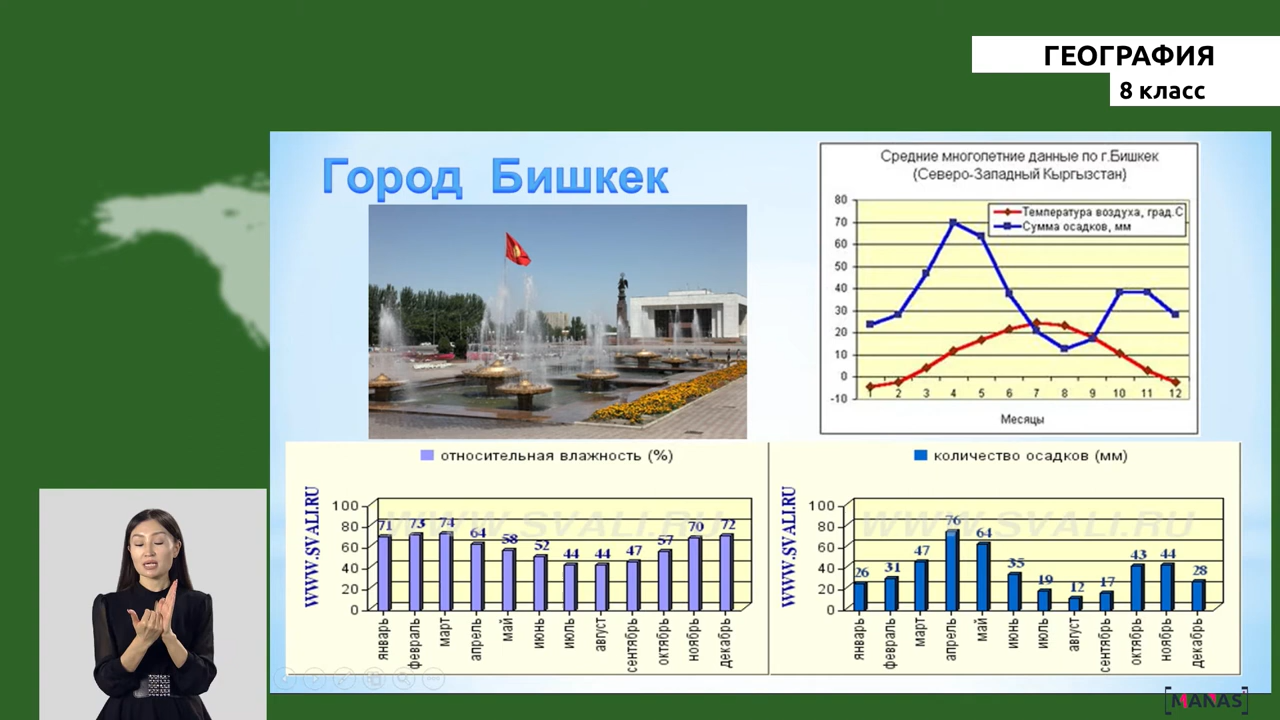 ГЕОГРАФИЯ
8 класс
Город Бишкек
Средние многолетние данные по г.Бишкек
(Северо-Западный Кыргызстан)
80
70
60
50
40
30
20
10
0
-10
Температура воздуха, град.С
Сумма осадков, мм
1 2 3 4 5 6 7 8 9 10 11 12
Месяцы
относительная влажность (%)
WWW.SVALI.RU
WWW.SVALI.RU
100
80
60
40
20
0
71 73 74 64 58 52 44 44 47 57 70 72
январь февраль март апрель май июнь июль август сентябрь октябрь ноябрь декабрь
количество осадков (мм)
WWW.SVALI.RU
WWW.SVALI.RU
100
80
60
40
20
0
26 31 47 76 64 35 19 12 17 43 44 28
январь февраль март апрель май июнь июль август сентябрь октябрь ноябрь декабрь
MANAS